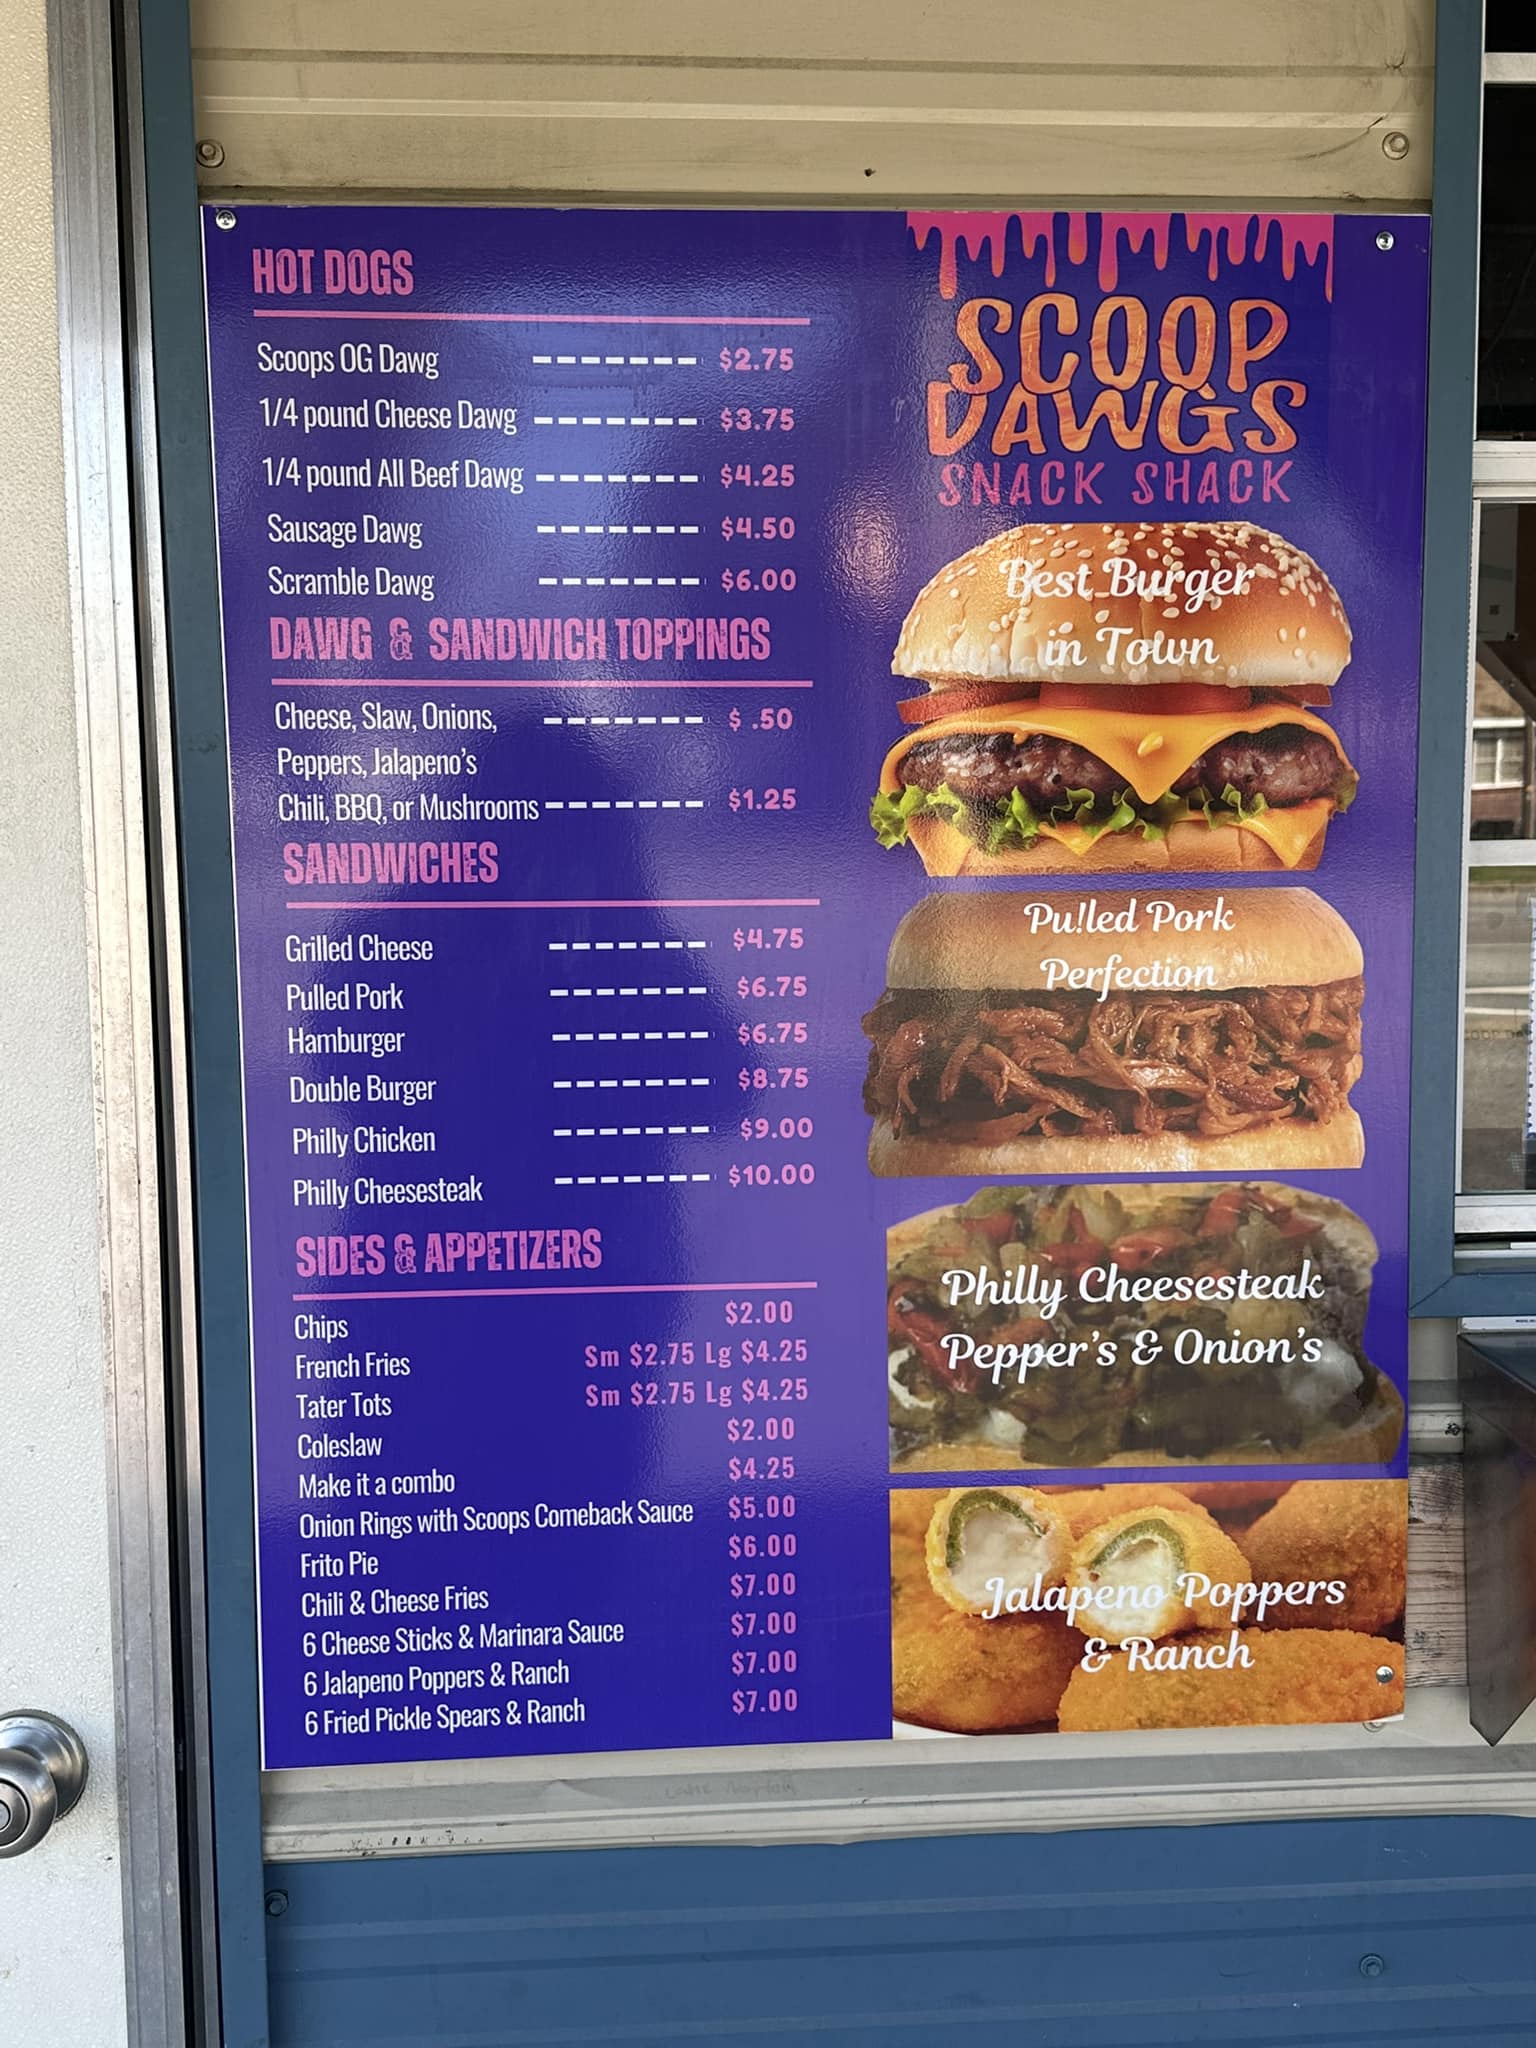 HOT DOGS
Scoops OG Dawg ------- $2.75
1/4 pound Cheese Dawg ------- $3.75
1/4 pound All Beef Dawg ------- $4.25
Sausage Dawg ------- $4.50
Scramble Dawg ------- $6.00
DAWG & SANDWICH TOPPINGS
Cheese, Slaw, Onions, ------- $ .50
Peppers, Jalapeno's
Chili, BBQ, or Mushrooms ------- $1.25
SANDWICHES
Grilled Cheese ------- $4.75
Pulled Pork ------- $6.75
Hamburger ------- $6.75
Double Burger ------- $8.75
Philly Chicken ------- $9.00
Philly Cheesesteak ------- $10.00
SIDES & APPETIZERS
Chips $2.00
French Fries Sm $2.75 Lg $4.25
Tater Tots Sm $2.75 Lg $4.25
Coleslaw $2.00
Make it a combo $4.25
Onion Rings with Scoops Comeback Sauce $5.00
Frito Pie $6.00
Chili & Cheese Fries $7.00
6 Cheese Sticks & Marinara Sauce $7.00
6 Jalapeno Poppers & Ranch $7.00
6 Fried Pickle Spears & Ranch $7.00
SCOOP
DAWGS
SNACK SHACK
Best Burger
in Town
Pu!led Pork
Perfection
Philly Cheesesteak
Pepper's & Onion's
Jalapeno Poppers
& Ranch